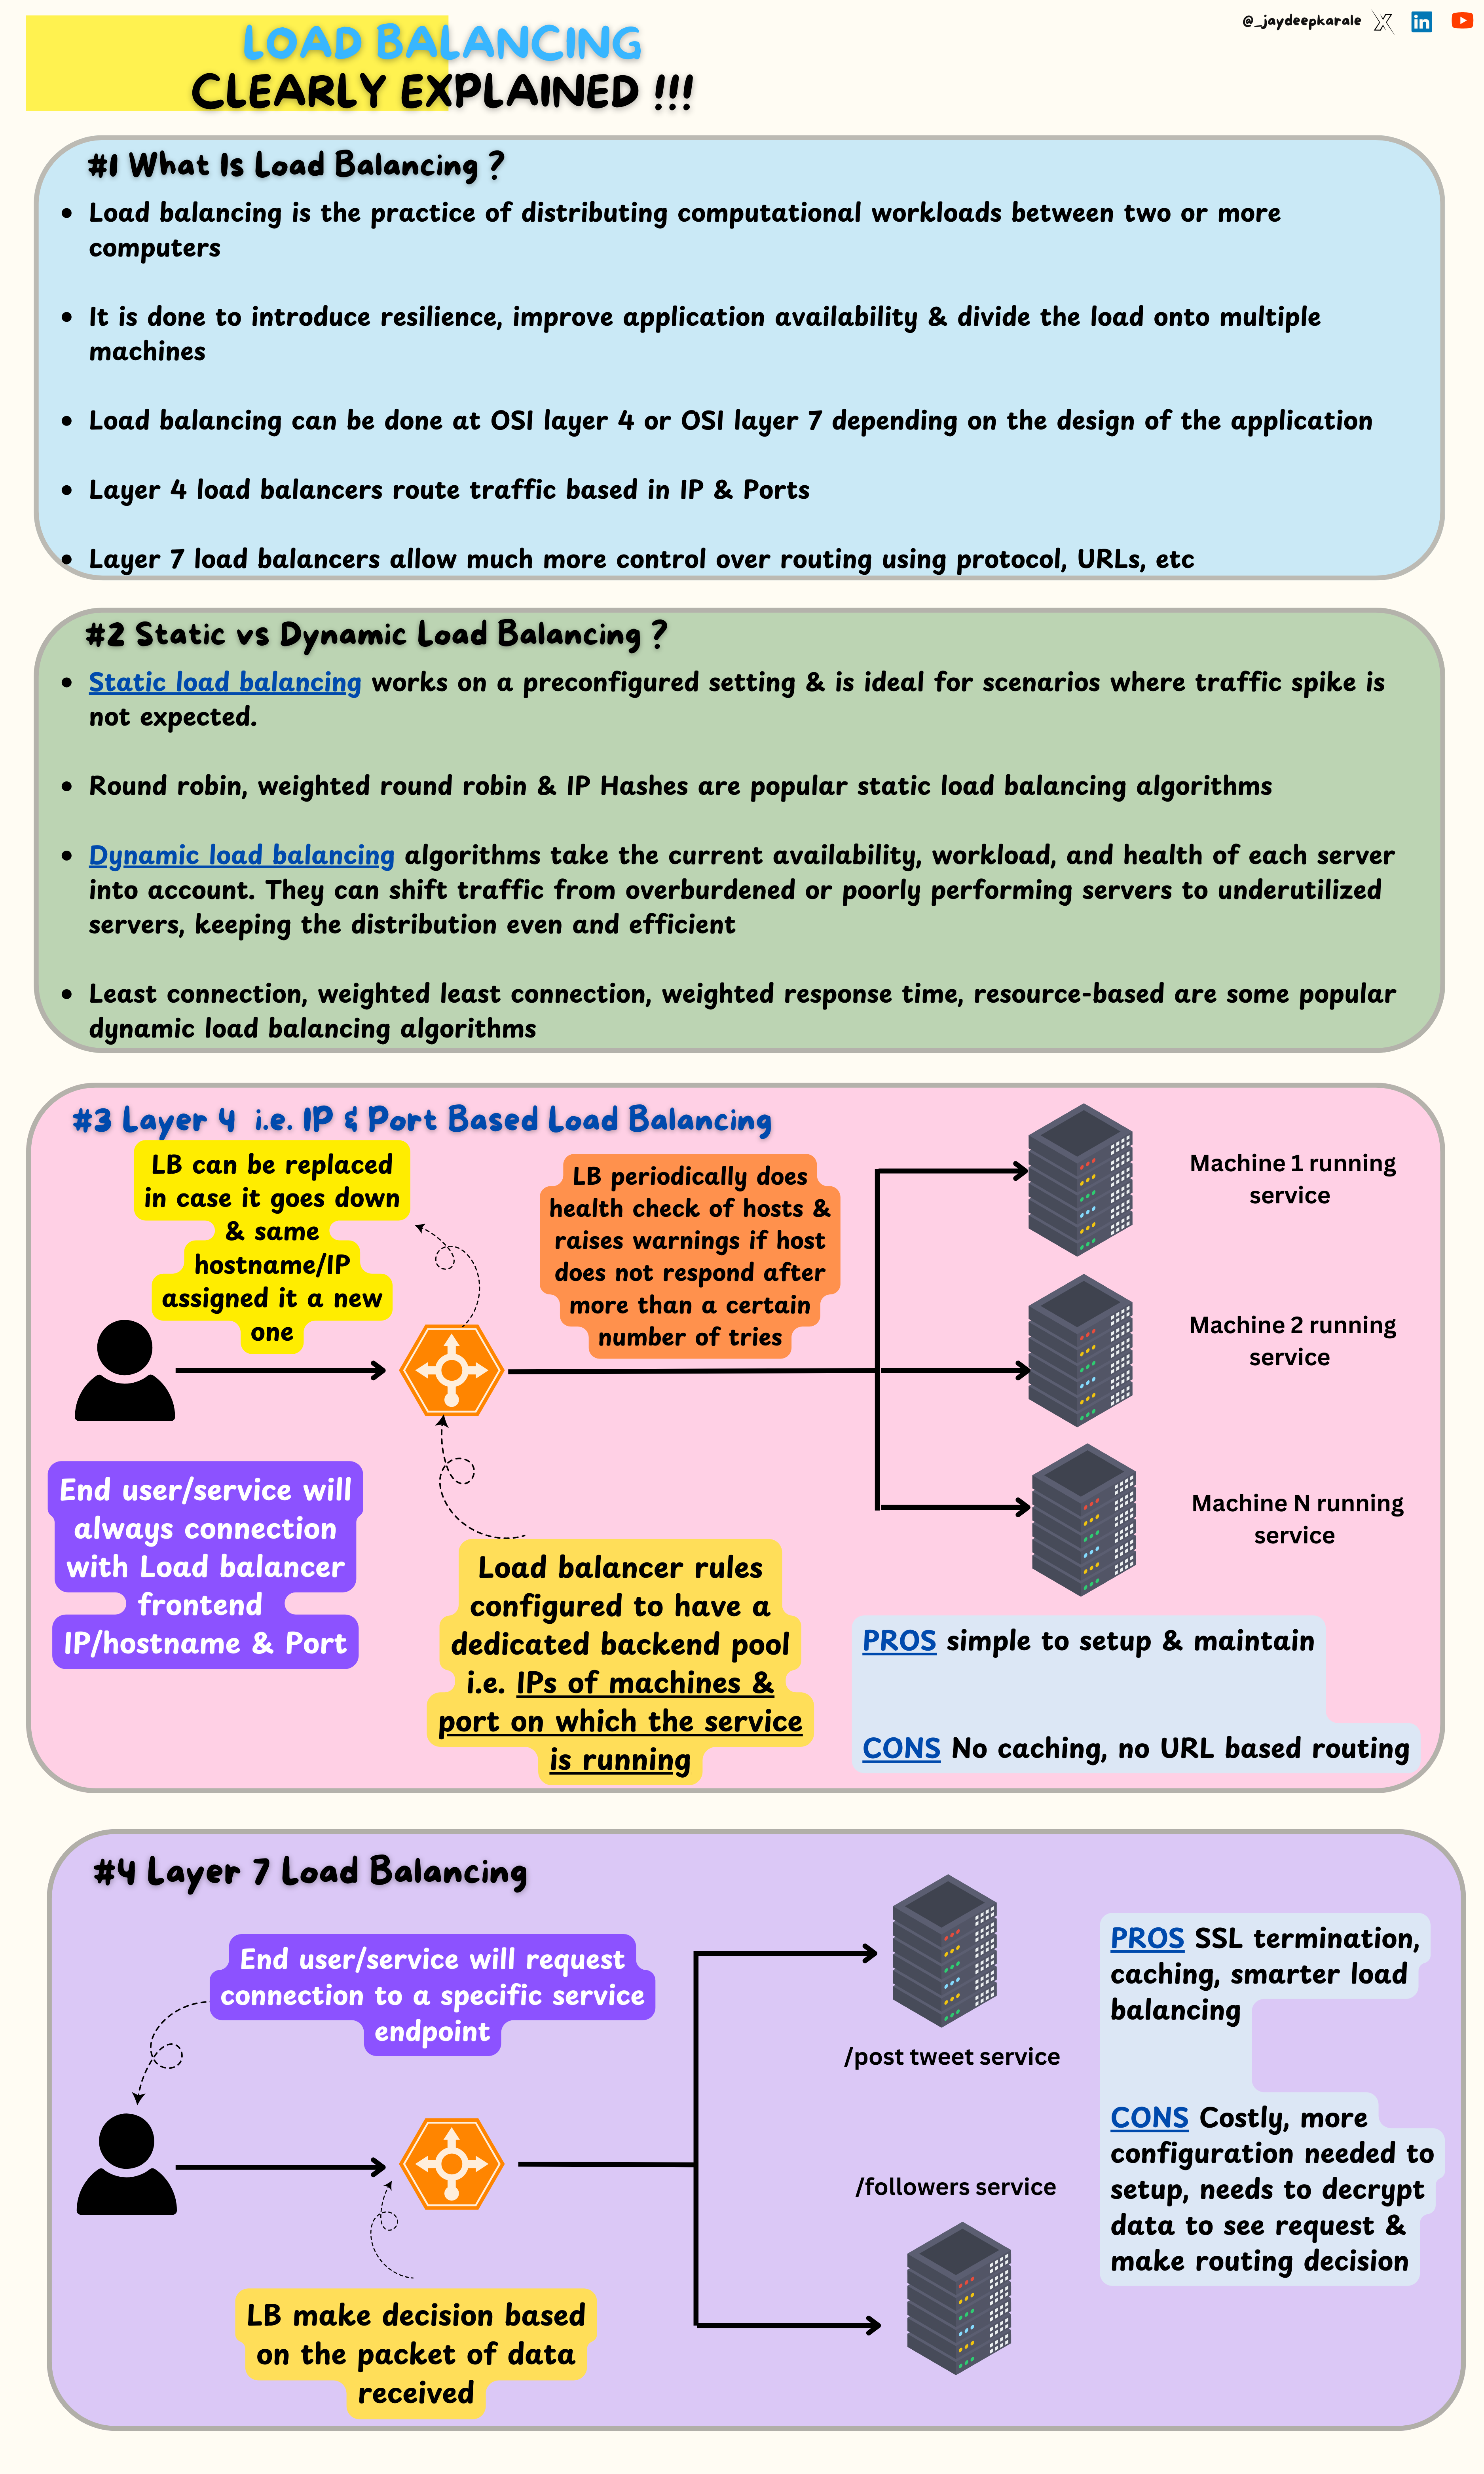 @_jaydeepkarale
LOAD BALANCING
CLEARLY EXPLAINED !!!
#1 What Is Load Balancing ?
• Load balancing is the practice of distributing computational workloads between two or more
computers
• It is done to introduce resilience, improve application availability & divide the load onto multiple
machines
• Load balancing can be done at OSI layer 4 or OSI layer 7 depending on the design of the application
• Layer 4 load balancers route traffic based in IP & Ports
• Layer 7 load balancers allow much more control over routing using protocol, URLs, etc
#2 Static vs Dynamic Load Balancing ?
• Static load balancing works on a preconfigured setting & is ideal for scenarios where traffic spike is
not expected.
• Round robin, weighted round robin & IP Hashes are popular static load balancing algorithms
• Dynamic load balancing algorithms take the current availability, workload, and health of each server
into account. They can shift traffic from overburdened or poorly performing servers to underutilized
servers, keeping the distribution even and efficient
• Least connection, weighted least connection, weighted response time, resource-based are some popular
dynamic load balancing algorithms
#3 Layer 4 i.e. IP & Port Based Load Balancing
LB can be replaced
in case it goes down
& same
hostname/IP
assigned it a new
one
LB periodically does
health check of hosts &
raises warnings if host
does not respond after
more than a certain
number of tries
Machine 1 running
service
Machine 2 running
service
Machine N running
service
End user/service will
always connection
with Load balancer
frontend
IP/hostname & Port
Load balancer rules
configured to have a
dedicated backend pool
i.e. IPs of machines &
port on which the service
is running
PROS simple to setup & maintain
CONS No caching, no URL based routing
#4 Layer 7 Load Balancing
End user/service will request
connection to a specific service
endpoint
/post tweet service
/followers service
LB make decision based
on the packet of data
received
PROS SSL termination,
caching, smarter load
balancing
CONS Costly, more
configuration needed to
setup, needs to decrypt
data to see request &
make routing decision